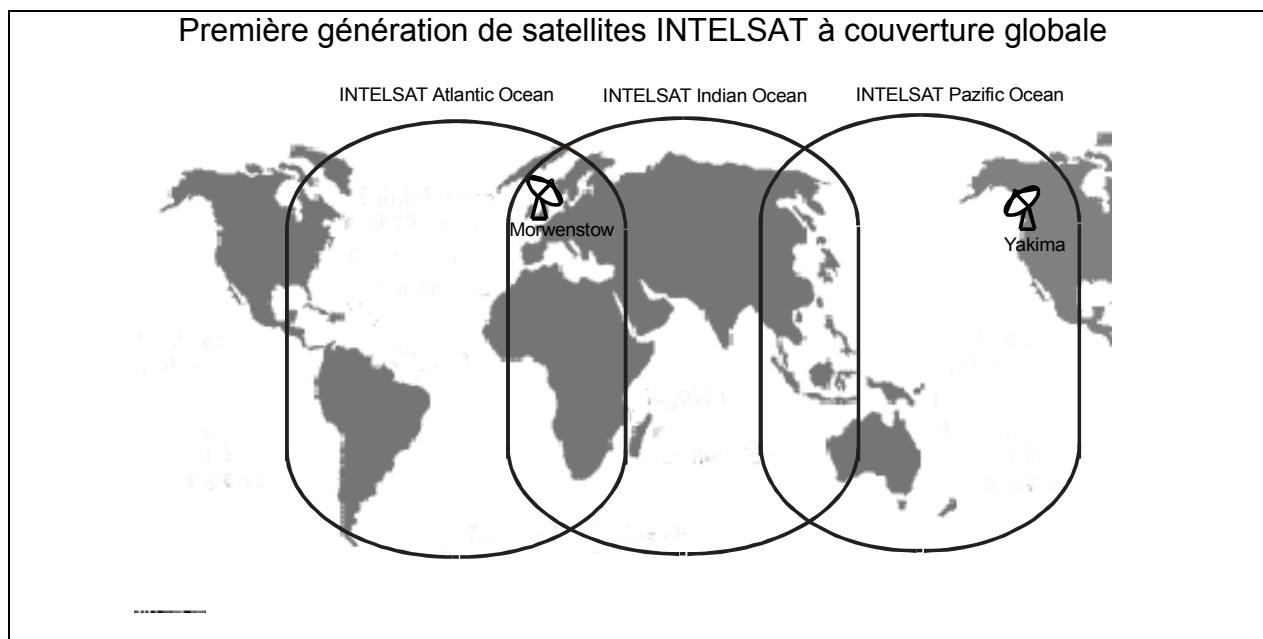 Première génération de satellites INTELSAT à couverture globale
INTELSAT Atlantic Ocean INTELSAT Indian Ocean INTELSAT Pazific Ocean
Morwenstow
Yakima